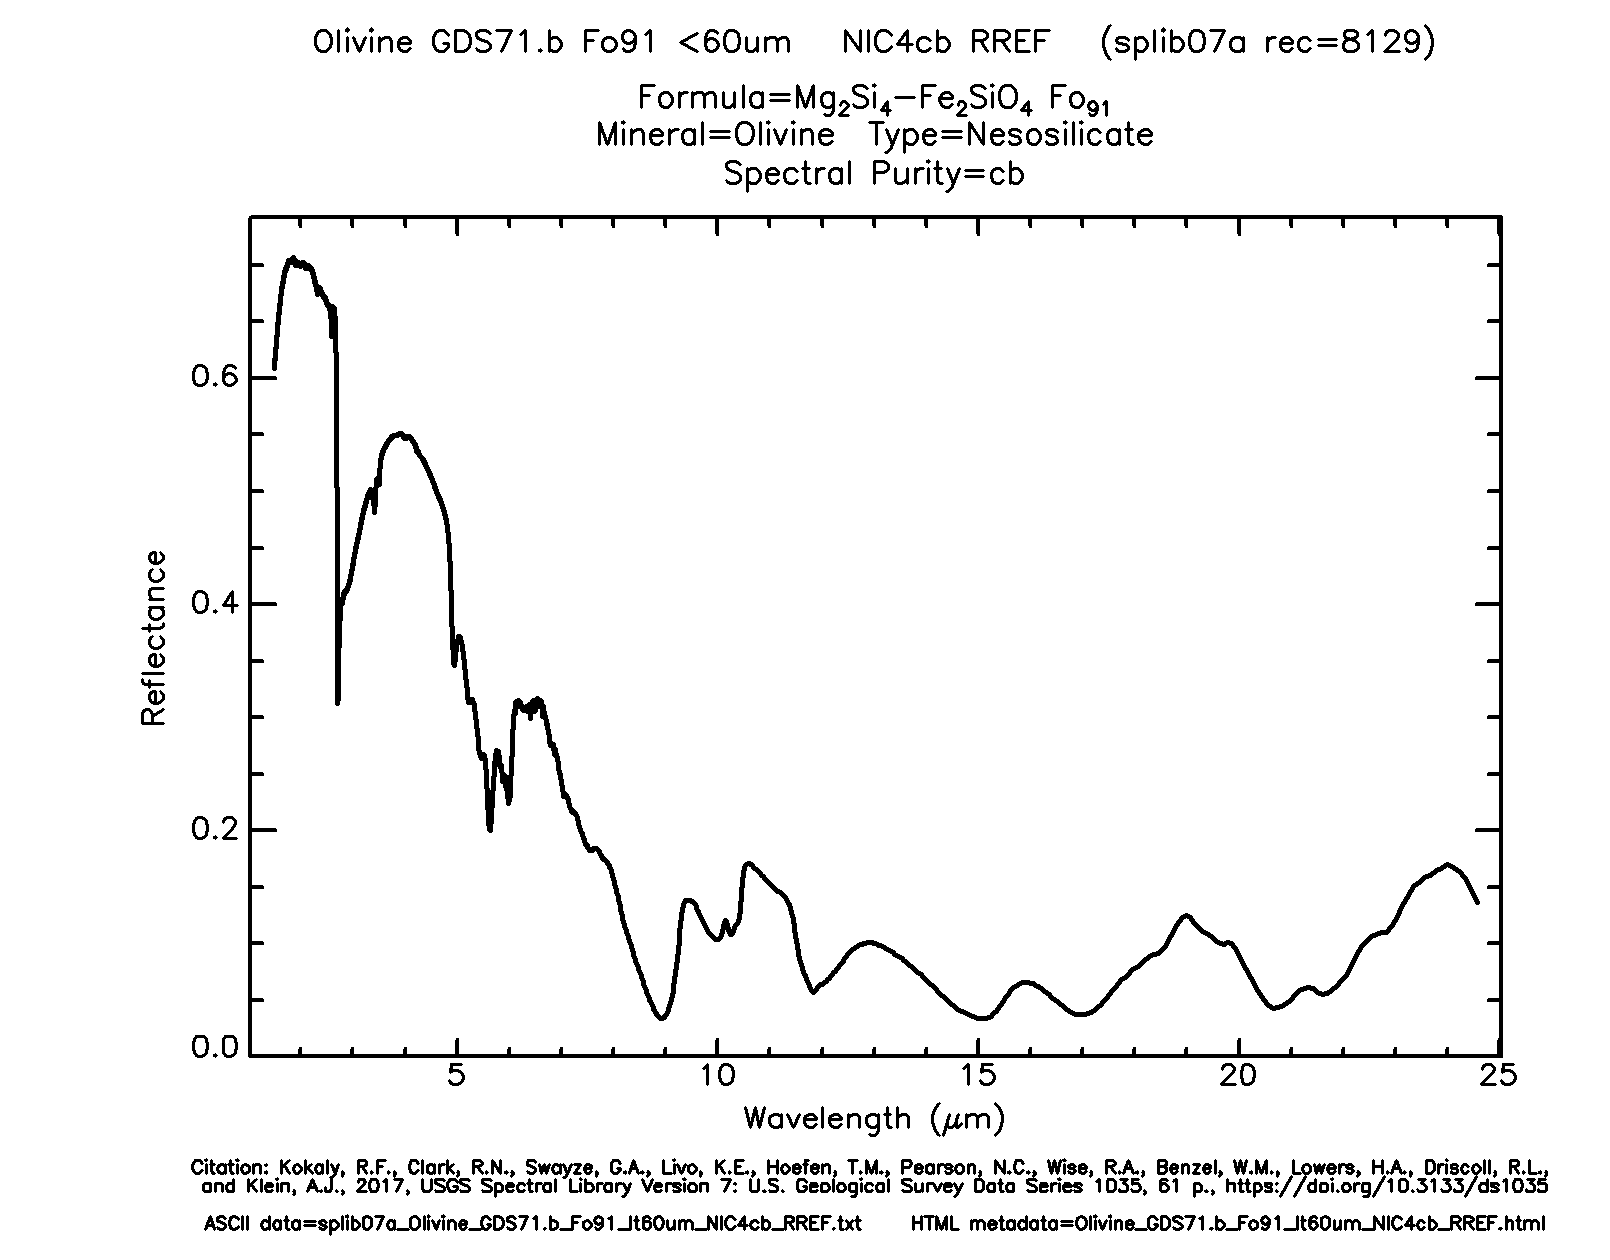 Olivine GDS71.b Fo91 <60um NIC4cb RREF (splib07a rec=8129)
Formula=Mg₂Si₄−Fe₂SiO₄ Fo₉₁
Mineral=Olivine Type=Nesosilicate
Spectral Purity=cb
0.6
0.4
0.2
0.0
Reflectance
5 10 15 20 25
Wavelength (μm)
Citation: Kokaly, R.F., Clark, R.N., Swayze, G.A., Livo, K.E., Hoefen, T.M., Pearson, N.C., Wise, R.A., Benzel, W.M., Lowers, H.A., Driscoll, R.L.,
and Klein, A.J., 2017, USGS Spectral Library Version 7: U.S. Geological Survey Data Series 1035, 61 p., https://doi.org/10.3133/ds1035
ASCII data=splib07a_Olivine_GDS71.b_Fo91_lt60um_NIC4cb_RREF.txt HTML metadata=Olivine_GDS71.b_Fo91_lt60um_NIC4cb_RREF.html